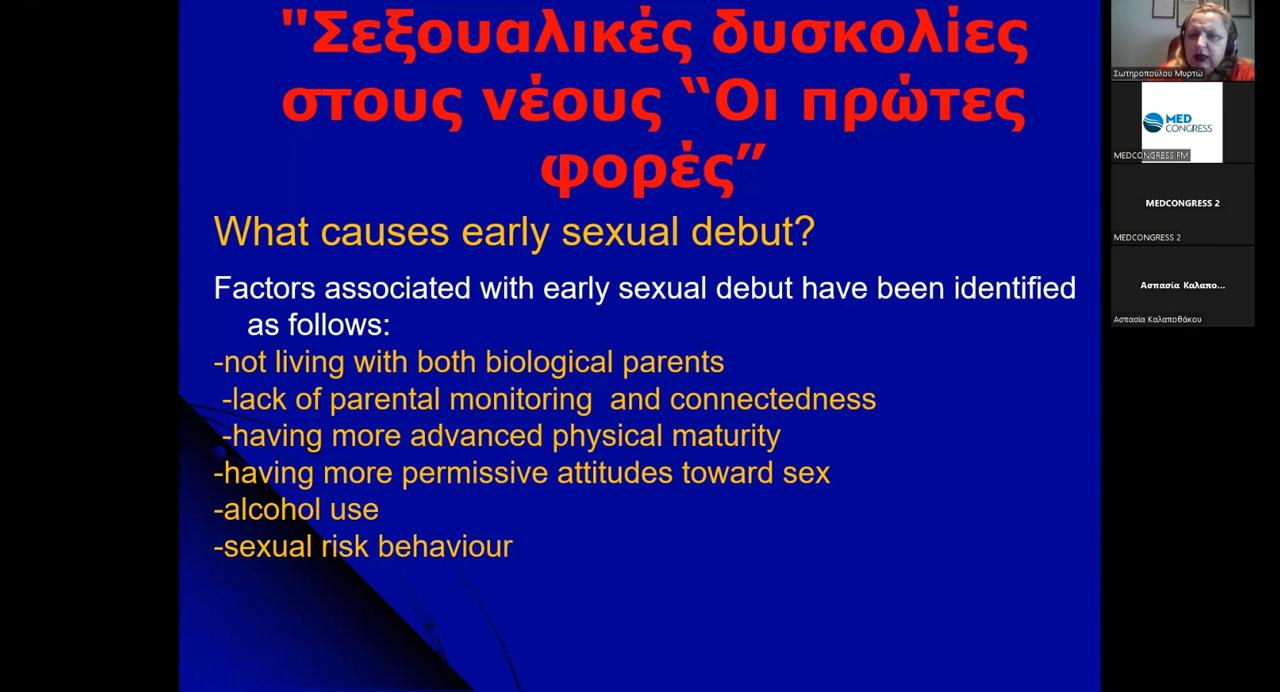 "Σεξουαλικές δυσκολίες
στους νέους “Οι πρώτες
φορές”
What causes early sexual debut?
Factors associated with early sexual debut have been identified
as follows:
-not living with both biological parents
-lack of parental monitoring  and connectedness
-having more advanced physical maturity
-having more permissive attitudes toward sex
-alcohol use
-sexual risk behaviour
Σωτηροπούλου Μυρτώ
MED
CONGRESS
MEDCONGRESS FM
MEDCONGRESS 2
MEDCONGRESS 2
Ασπασία Καλαπο...
Ασπασία Καλαποθάκου